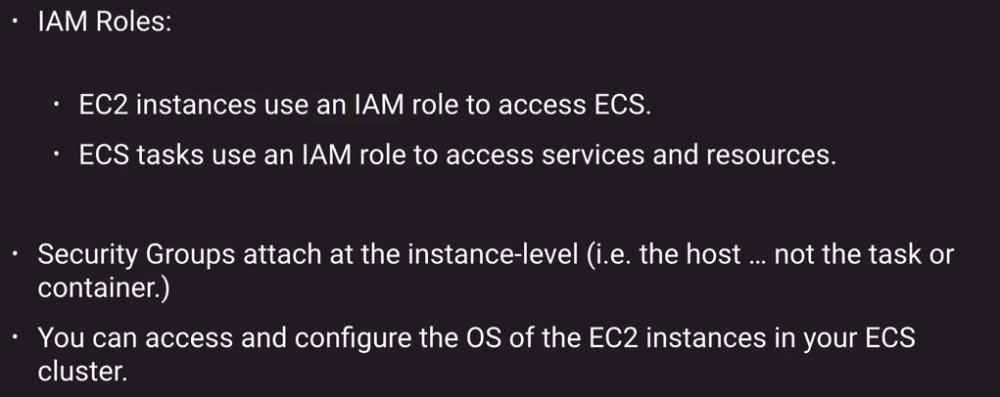 • IAM Roles:
• EC2 instances use an IAM role to access ECS.
• ECS tasks use an IAM role to access services and resources.
• Security Groups attach at the instance-level (i.e. the host ... not the task or
container.)
• You can access and configure the OS of the EC2 instances in your ECS
cluster.